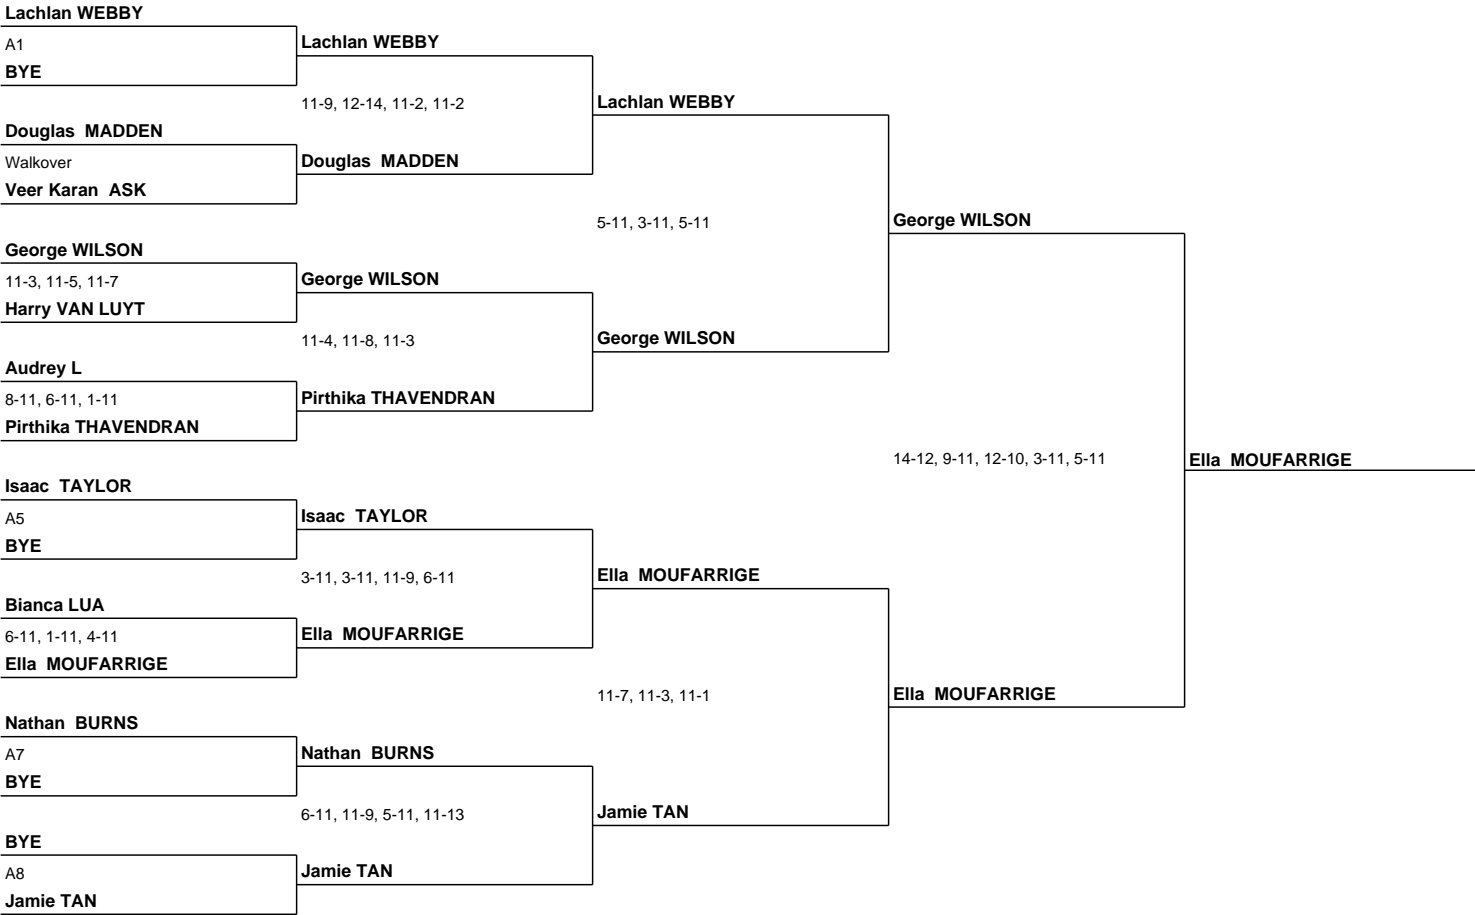 Lachlan WEBBY
A1
BYE
Lachlan WEBBY
11-9, 12-14, 11-2, 11-2
Douglas MADDEN
Walkover
Veer Karan ASK
Douglas MADDEN
Lachlan WEBBY
5-11, 3-11, 5-11
George WILSON
11-3, 11-5, 11-7
Harry VAN LUYT
George WILSON
11-4, 11-8, 11-3
Audrey L
8-11, 6-11, 1-11
Pirthika THAVENDRAN
Pirthika THAVENDRAN
George WILSON
George WILSON
14-12, 9-11, 12-10, 3-11, 5-11
Ella MOUFARRIGE
Isaac TAYLOR
A5
BYE
Isaac TAYLOR
3-11, 3-11, 11-9, 6-11
Bianca LUA
6-11, 1-11, 4-11
Ella MOUFARRIGE
Ella MOUFARRIGE
Ella MOUFARRIGE
11-7, 11-3, 11-1
Ella MOUFARRIGE
Nathan BURNS
A7
BYE
Nathan BURNS
6-11, 11-9, 5-11, 11-13
BYE
A8
Jamie TAN
Jamie TAN
Jamie TAN